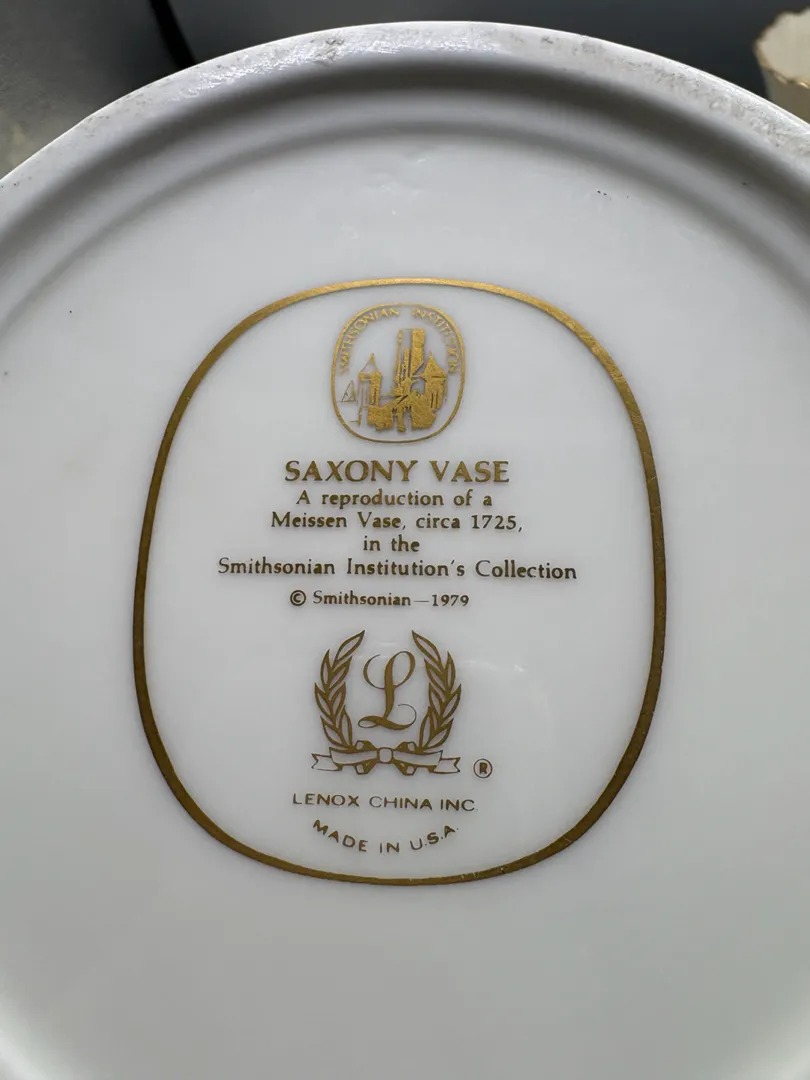 SMITHSONIAN INSTITUTION
SAXONY VASE
A reproduction of a
Meissen Vase, circa 1725,
in the
Smithsonian Institution's Collection
© Smithsonian—1979
L
®
LENOX CHINA INC.
MADE IN U.S.A.